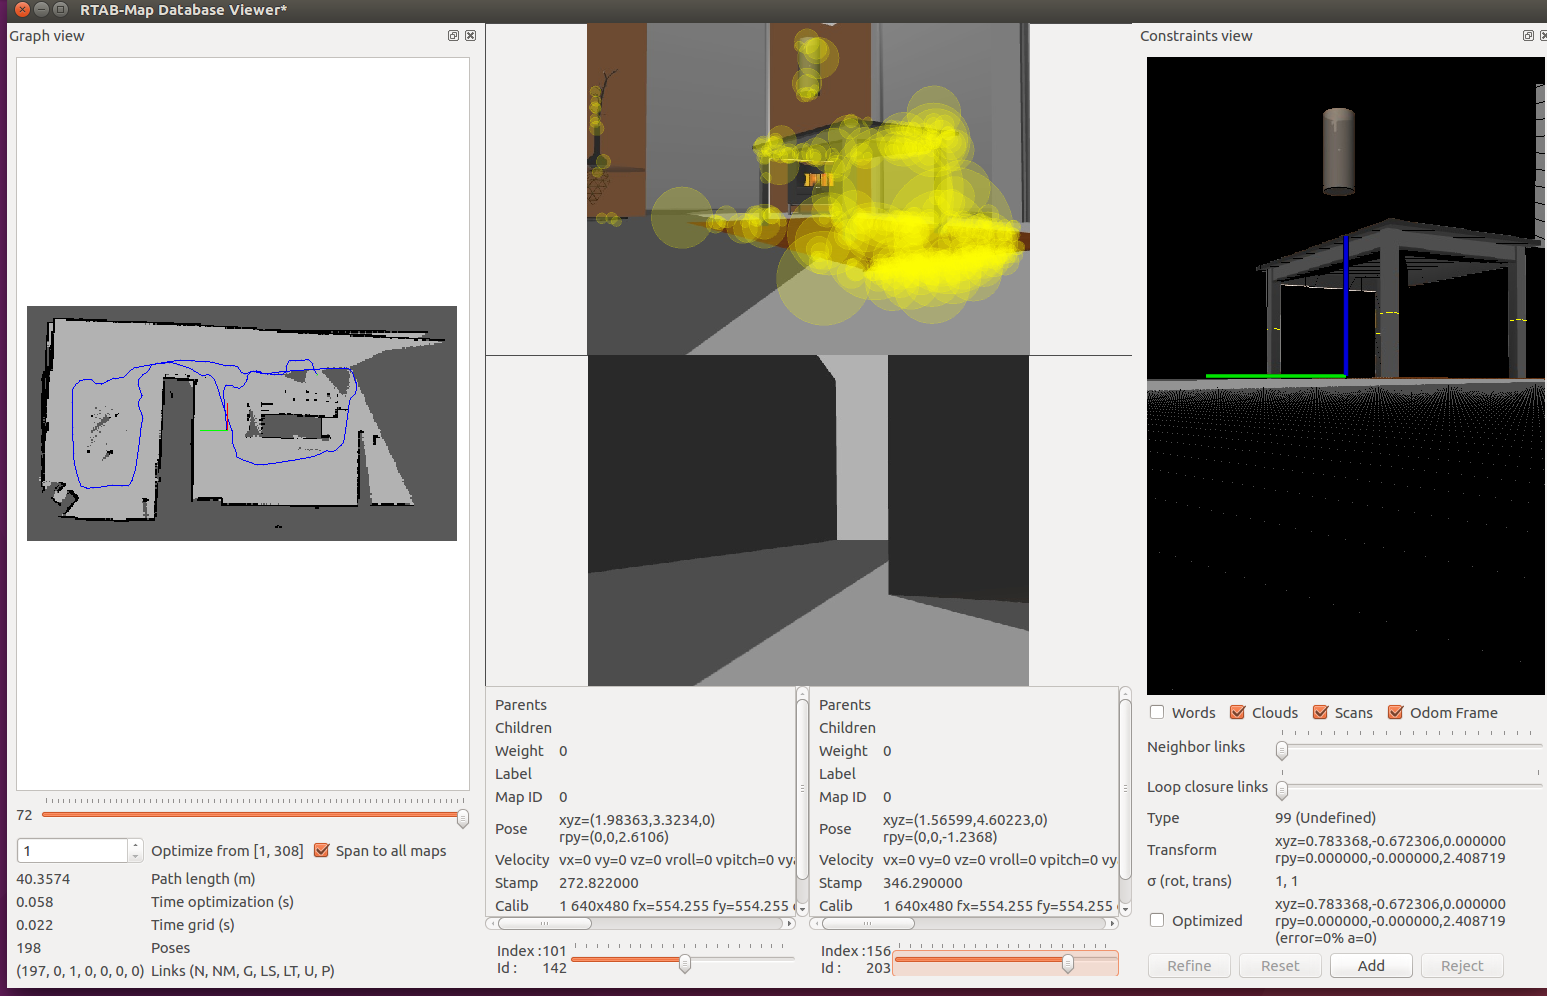 RTAB-Map Database Viewer*
Graph view
72
1
Optimize from [1, 308]
Span to all maps
40.3574 Path length (m)
0.058 Time optimization (s)
0.022 Time grid (s)
198 Poses
(197, 0, 1, 0, 0, 0, 0) Links (N, NM, G, LS, LT, U, P)
Parents
Children
Weight 0
Label
Map ID 0
Pose xyz=(1.98363,3.3234,0)
rpy=(0,0,2.6106)
Velocity vx=0 vy=0 vz=0 vroll=0 vpitch=0 vya
Stamp 272.822000
Calib 1 640x480 fx=554.255 fy=554.255 c
Index :101
Id : 142
Parents
Children
Weight 0
Label
Map ID 0
Pose xyz=(1.56599,4.60223,0)
rpy=(0,0,-1.2368)
Velocity vx=0 vy=0 vz=0 vroll=0 vpitch=0 vy
Stamp 346.290000
Calib 1 640x480 fx=554.255 fy=554.255
Index :156
Id : 203
Constraints view
Words Clouds Scans Odom Frame
Neighbor links
Loop closure links
Type 99 (Undefined)
Transform xyz=0.783368,-0.672306,0.000000
rpy=0.000000,-0.000000,2.408719
σ (rot, trans) 1, 1
Optimized xyz=0.783368,-0.672306,0.000000
rpy=0.000000,-0.000000,2.408719
(error=0% a=0)
Refine Reset Add Reject